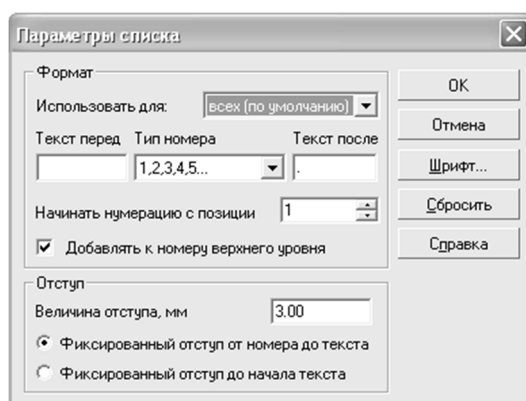 Параметры списка
Формат
Использовать для: всех (по умолчанию)
Текст перед Тип номера Текст после
1,2,3,4,5... .
Начинать нумерацию с позиции 1
Добавлять к номеру верхнего уровня
Отступ
Величина отступа, мм 3.00
Фиксированный отступ от номера до текста
Фиксированный отступ до начала текста
OK
Отмена
Шрифт...
Сбросить
Справка